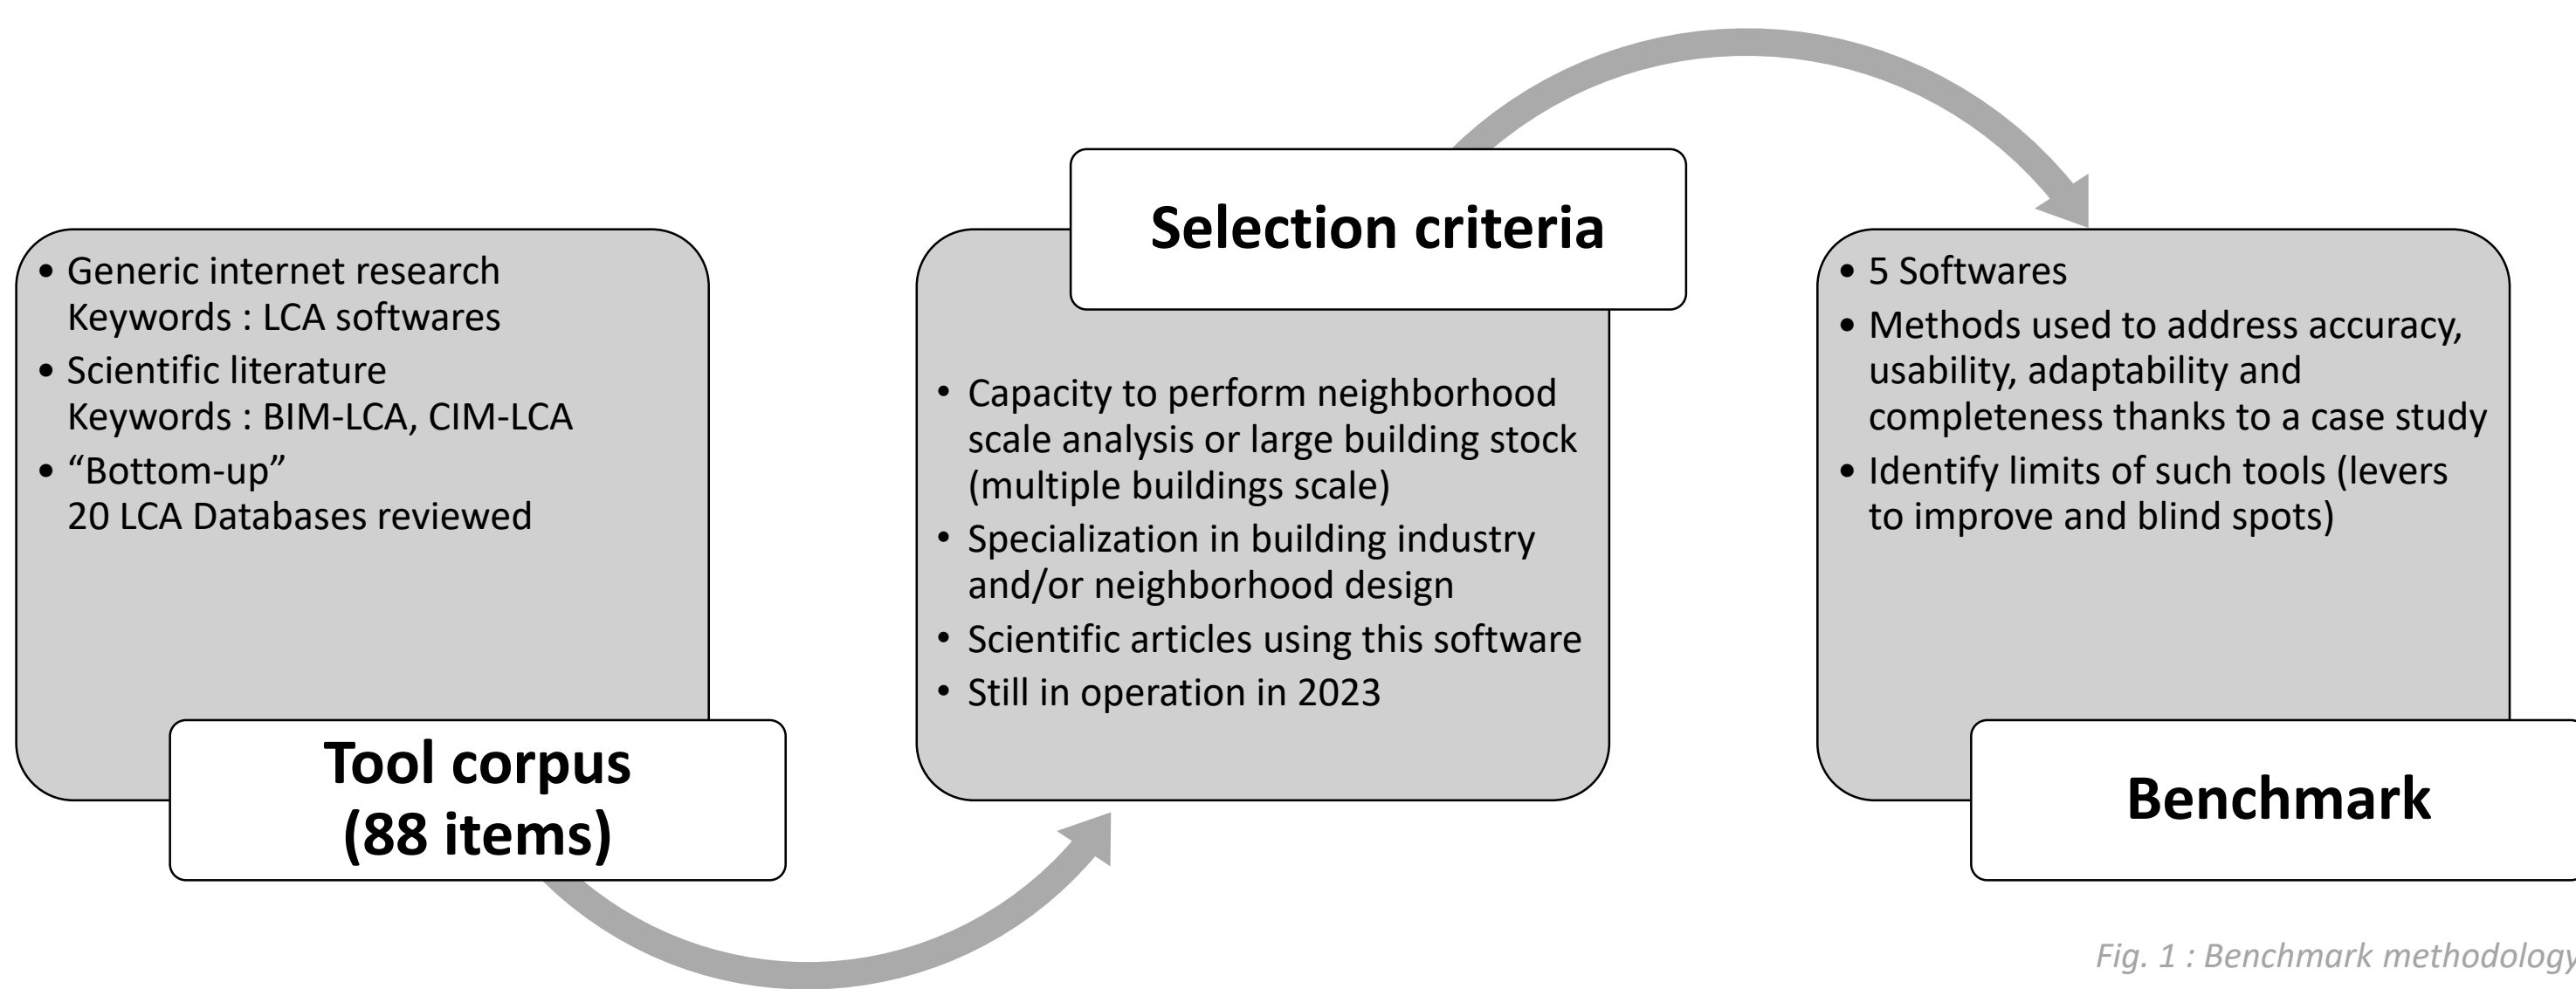 • Generic internet research
Keywords : LCA softwares
• Scientific literature
Keywords : BIM-LCA, CIM-LCA
• “Bottom-up”
20 LCA Databases reviewed
Tool corpus
(88 items)
Selection criteria
• Capacity to perform neighborhood
scale analysis or large building stock
(multiple buildings scale)
• Specialization in building industry
and/or neighborhood design
• Scientific articles using this software
• Still in operation in 2023
• 5 Softwares
• Methods used to address accuracy,
usability, adaptability and
completeness thanks to a case study
• Identify limits of such tools (levers
to improve and blind spots)
Benchmark
Fig. 1 : Benchmark methodology